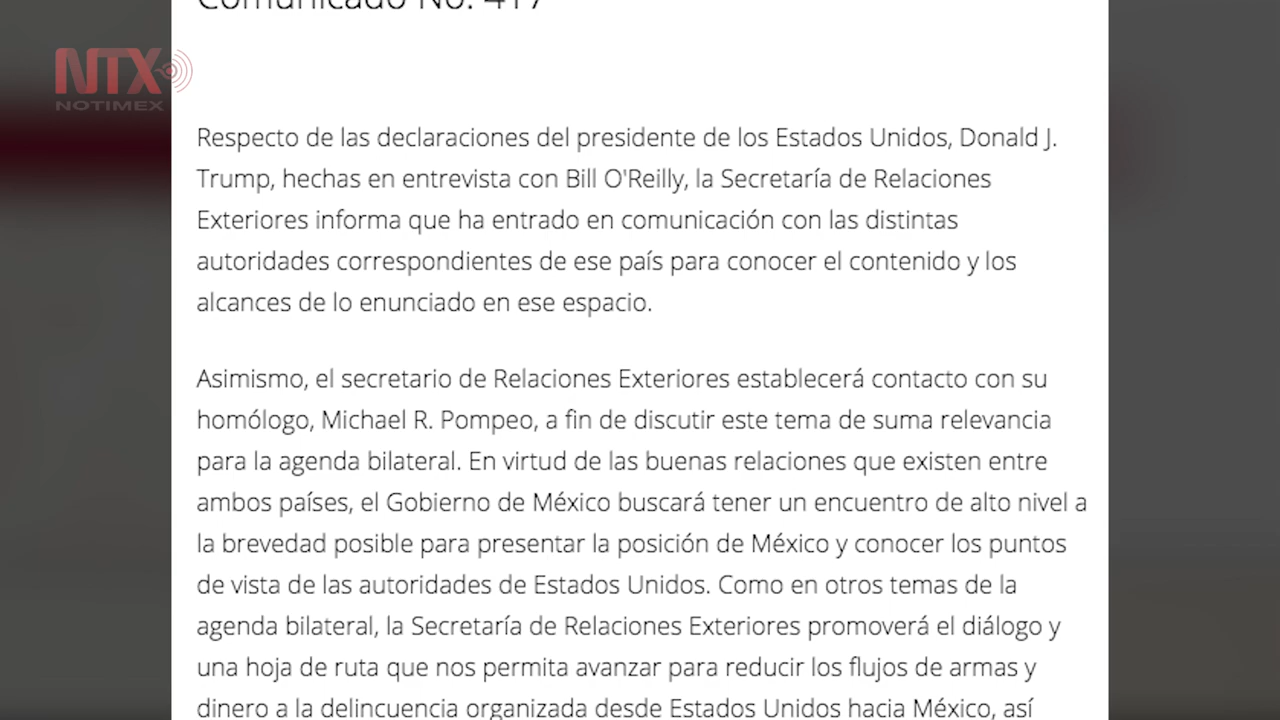 Comunicado No. 417
NTX
NOTIMEX
Respecto de las declaraciones del presidente de los Estados Unidos, Donald J.
Trump, hechas en entrevista con Bill O'Reilly, la Secretaría de Relaciones
Exteriores informa que ha entrado en comunicación con las distintas
autoridades correspondientes de ese país para conocer el contenido y los
alcances de lo enunciado en ese espacio.
Asimismo, el secretario de Relaciones Exteriores establecerá contacto con su
homólogo, Michael R. Pompeo, a fin de discutir este tema de suma relevancia
para la agenda bilateral. En virtud de las buenas relaciones que existen entre
ambos países, el Gobierno de México buscará tener un encuentro de alto nivel a
la brevedad posible para presentar la posición de México y conocer los puntos
de vista de las autoridades de Estados Unidos. Como en otros temas de la
agenda bilateral, la Secretaría de Relaciones Exteriores promoverá el diálogo y
una hoja de ruta que nos permita avanzar para reducir los flujos de armas y
dinero a la delincuencia organizada desde Estados Unidos hacia México, así